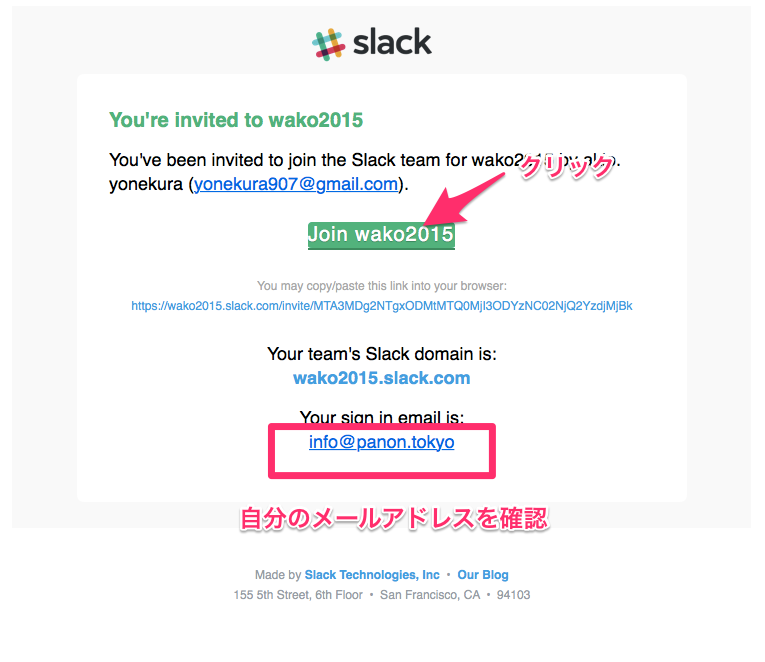 slack
You're invited to wako2015
You've been invited to join the Slack team for wako2015 by
クリック
yonekura (yonekura907@gmail.com).
Join wako2015
You may copy/paste this link into your browser:
https://wako2015.slack.com/invite/MTA3MDg2NTgxODMtMTQ0MjI3ODYzNC02NjQ2YzdjMjBk
Your team's Slack domain is:
wako2015.slack.com
Your sign in email is:
info@panon.tokyo
自分のメールアドレスを確認
Made by Slack Technologies, Inc • Our Blog
155 5th Street, 6th Floor • San Francisco, CA • 94103